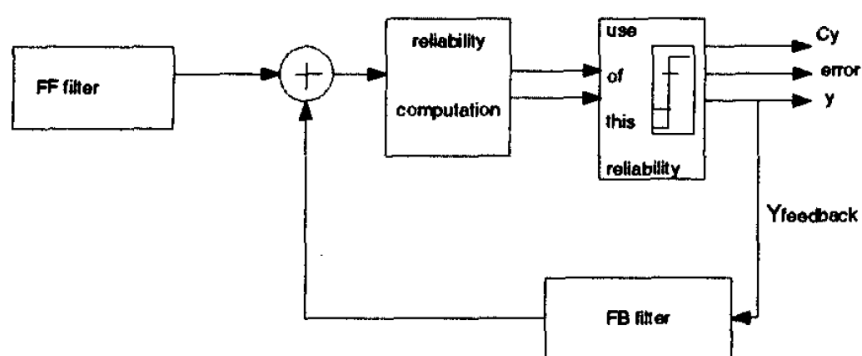 FF filter
+
reliability
computation
use
of
this
reliability
Cy
error
y
Yfeedback
FB filter